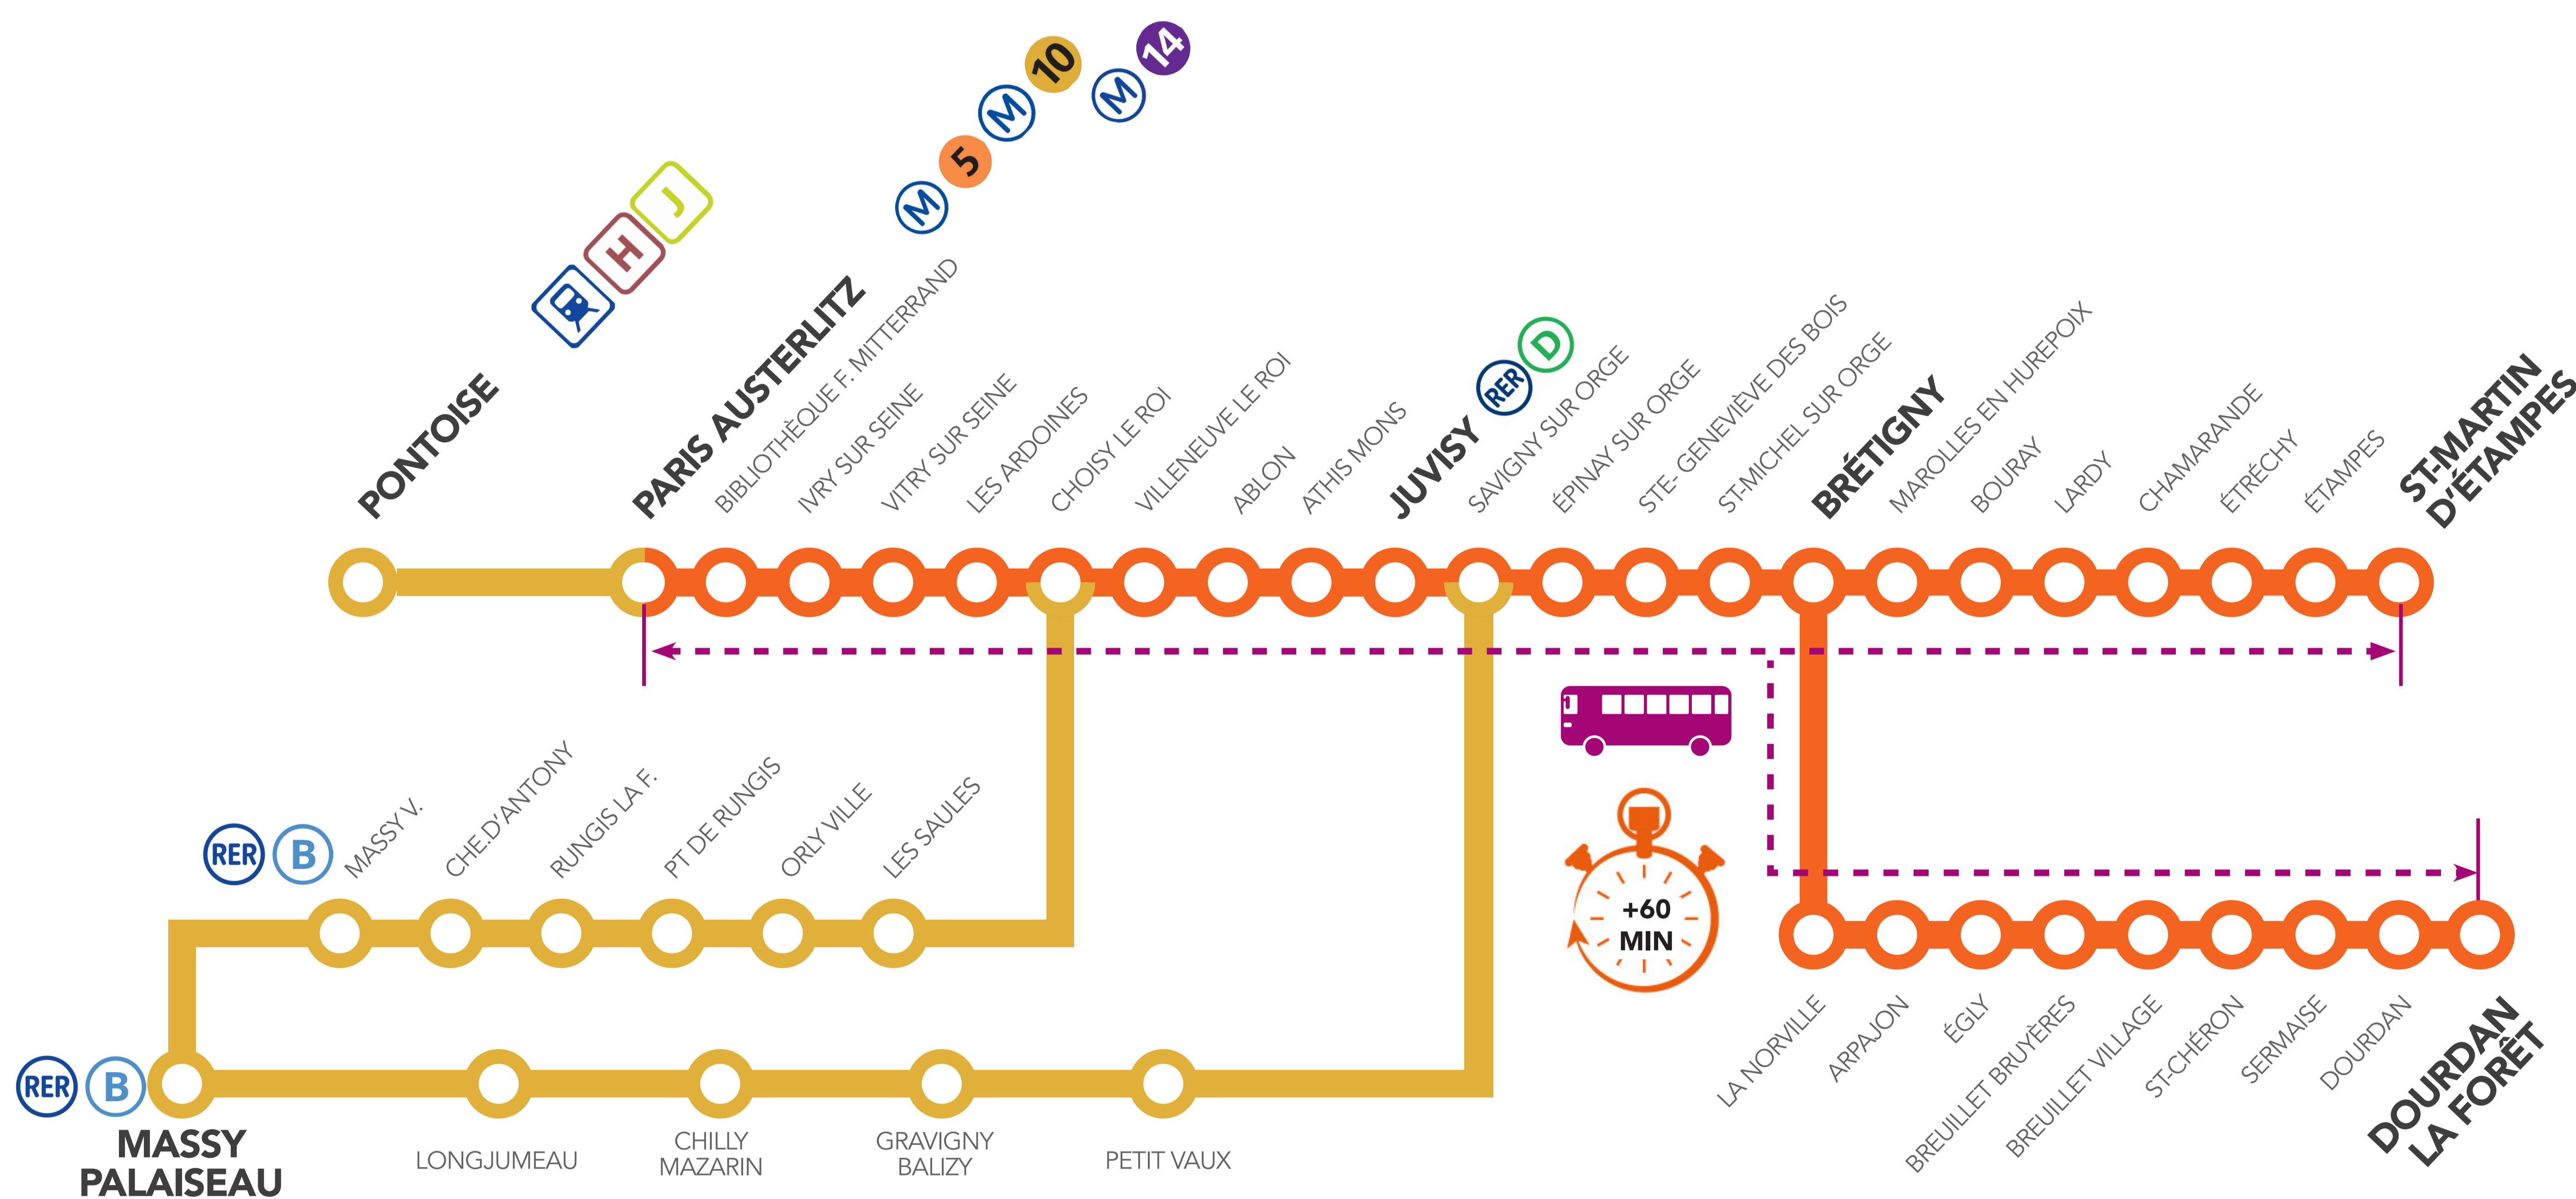 PONTOISE
H
J
PARIS AUSTERLITZ
M
5
M
10
BIBLIOTHÈQUE F. MITTERRAND
M
14
IVRY SUR SEINE
VITRY SUR SEINE
LES ARDOINES
CHOISY LE ROI
VILLENEUVE LE ROI
ABLON
ATHIS MONS
JUVISY
RER
D
SAVIGNY SUR ORGE
ÉPINAY SUR ORGE
STE- GENEVIÈVE DES BOIS
ST-MICHEL SUR ORGE
BRÉTIGNY
MAROLLES EN HUREPOIX
BOURAY
LARDY
CHAMARANDE
ÉTRÉCHY
ÉTAMPES
ST-MARTIN
D'ÉTAMPES
RER
B
MASSY V.
CHE.D'ANTONY
RUNGIS LA F.
PT DE RUNGIS
ORLY VILLE
LES SAULES
+60
MIN
RER
B
MASSY
PALAISEAU
LONGJUMEAU
CHILLY
MAZARIN
GRAVIGNY
BALIZY
PETIT VAUX
LA NORVILLE
ARPAJON
ÉGLY
BREUILLET BRUYÈRES
BREUILLET VILLAGE
ST-CHÉRON
SERMAISE
DOURDAN
DOURDAN
LA FORÊT